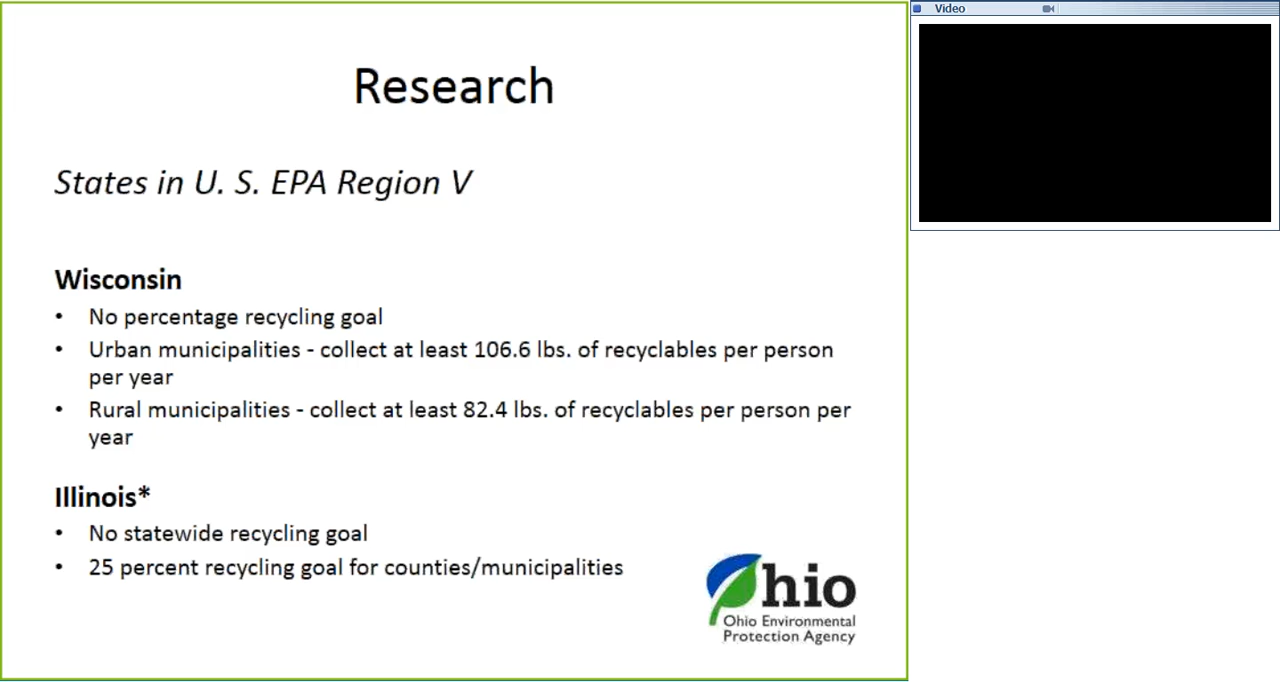 Video
Research
States in U. S. EPA Region V
Wisconsin
• No percentage recycling goal
• Urban municipalities - collect at least 106.6 lbs. of recyclables per person
per year
• Rural municipalities - collect at least 82.4 lbs. of recyclables per person per
year
Illinois*
• No statewide recycling goal
• 25 percent recycling goal for counties/municipalities
Ohio
Ohio Environmental
Protection Agency